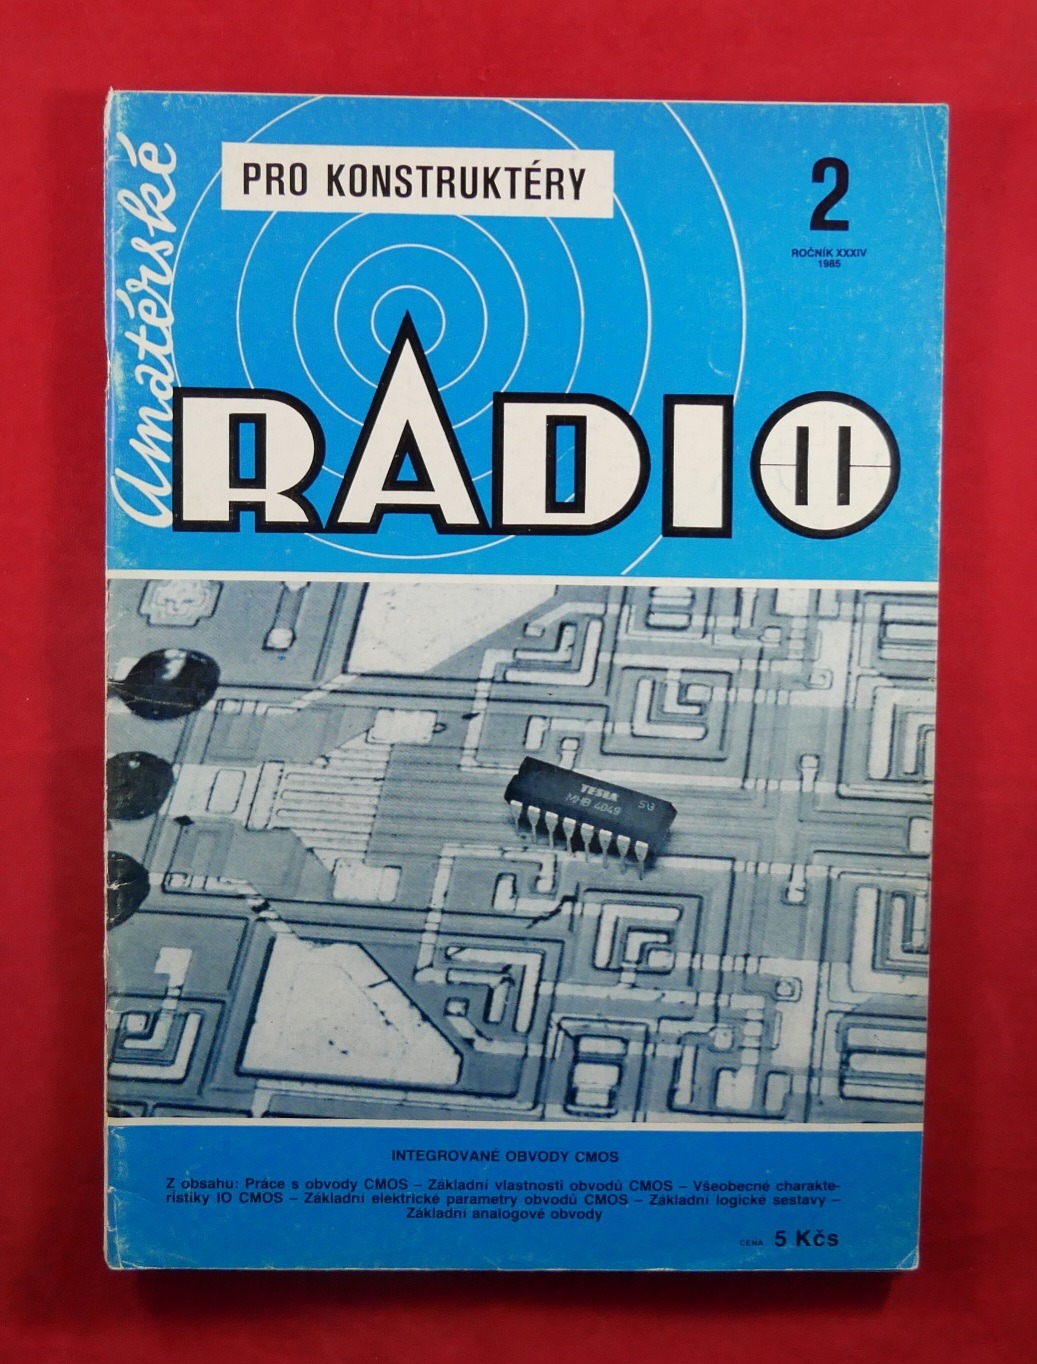 Amatérské
PRO KONSTRUKTÉRY
2
ROČNÍK XXXIV
1985
RADIO
TESLA
MHB 4049
INTEGROVANÉ OBVODY CMOS
Z obsahu: Práce s obvody CMOS – Základní vlastnosti obvodů CMOS – Všeobecné charakte-
ristiky IO CMOS – Základní elektrické parametry obvodů CMOS – Základní logické sestavy –
Základní analogové obvody
CENA 5 Kčs